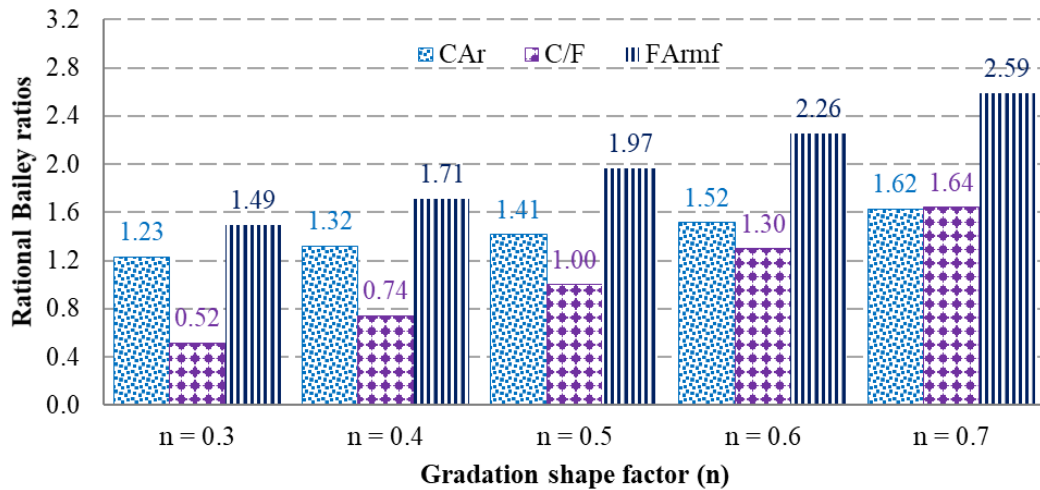 3.2
2.8
2.4
2.0
1.6
1.2
0.8
0.4
0.0
Rational Bailey ratios
CAr C/F FArmf
1.23 0.52 1.49
1.32 0.74 1.71
1.41 1.00 1.97
1.52 1.30 2.26
1.62 1.64 2.59
n = 0.3 n = 0.4 n = 0.5 n = 0.6 n = 0.7
Gradation shape factor (n)